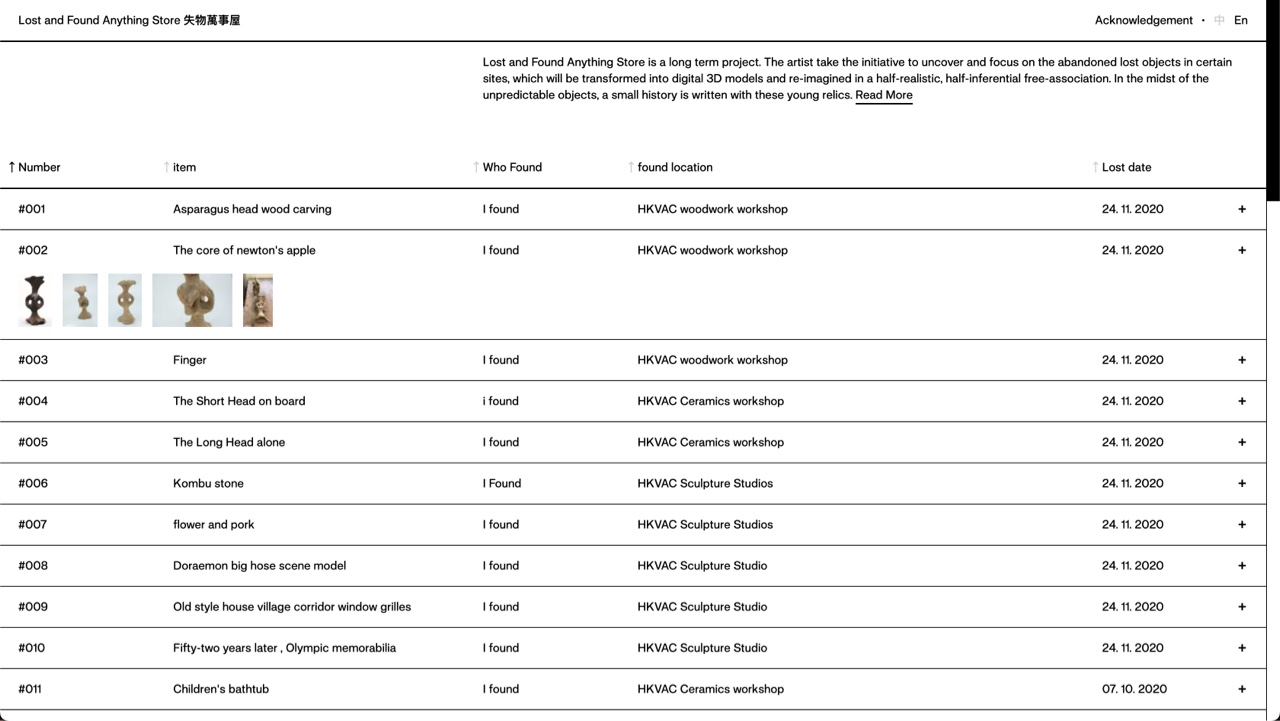 Lost and Found Anything Store 失物萬事屋
Acknowledgement · 中 En
Lost and Found Anything Store is a long term project. The artist take the initiative to uncover and focus on the abandoned lost objects in certain
sites, which will be transformed into digital 3D models and re-imagined in a half-realistic, half-inferential free-association. In the midst of the
unpredictable objects, a small history is written with these young relics. Read More
↑ Number ↑ item ↑ Who Found ↑ found location ↑ Lost date
#001 Asparagus head wood carving I found HKVAC woodwork workshop 24. 11. 2020 +
#002 The core of newton's apple I found HKVAC woodwork workshop 24. 11. 2020 +
#003 Finger I found HKVAC woodwork workshop 24. 11. 2020 +
#004 The Short Head on board i found HKVAC Ceramics workshop 24. 11. 2020 +
#005 The Long Head alone I found HKVAC Ceramics workshop 24. 11. 2020 +
#006 Kombu stone I Found HKVAC Sculpture Studios 24. 11. 2020 +
#007 flower and pork I found HKVAC Sculpture Studios 24. 11. 2020 +
#008 Doraemon big hose scene model I found HKVAC Sculpture Studio 24. 11. 2020 +
#009 Old style house village corridor window grilles I found HKVAC Sculpture Studio 24. 11. 2020 +
#010 Fifty-two years later , Olympic memorabilia I found HKVAC Sculpture Studio 24. 11. 2020 +
#011 Children's bathtub I found HKVAC Ceramics workshop 07. 10. 2020 +